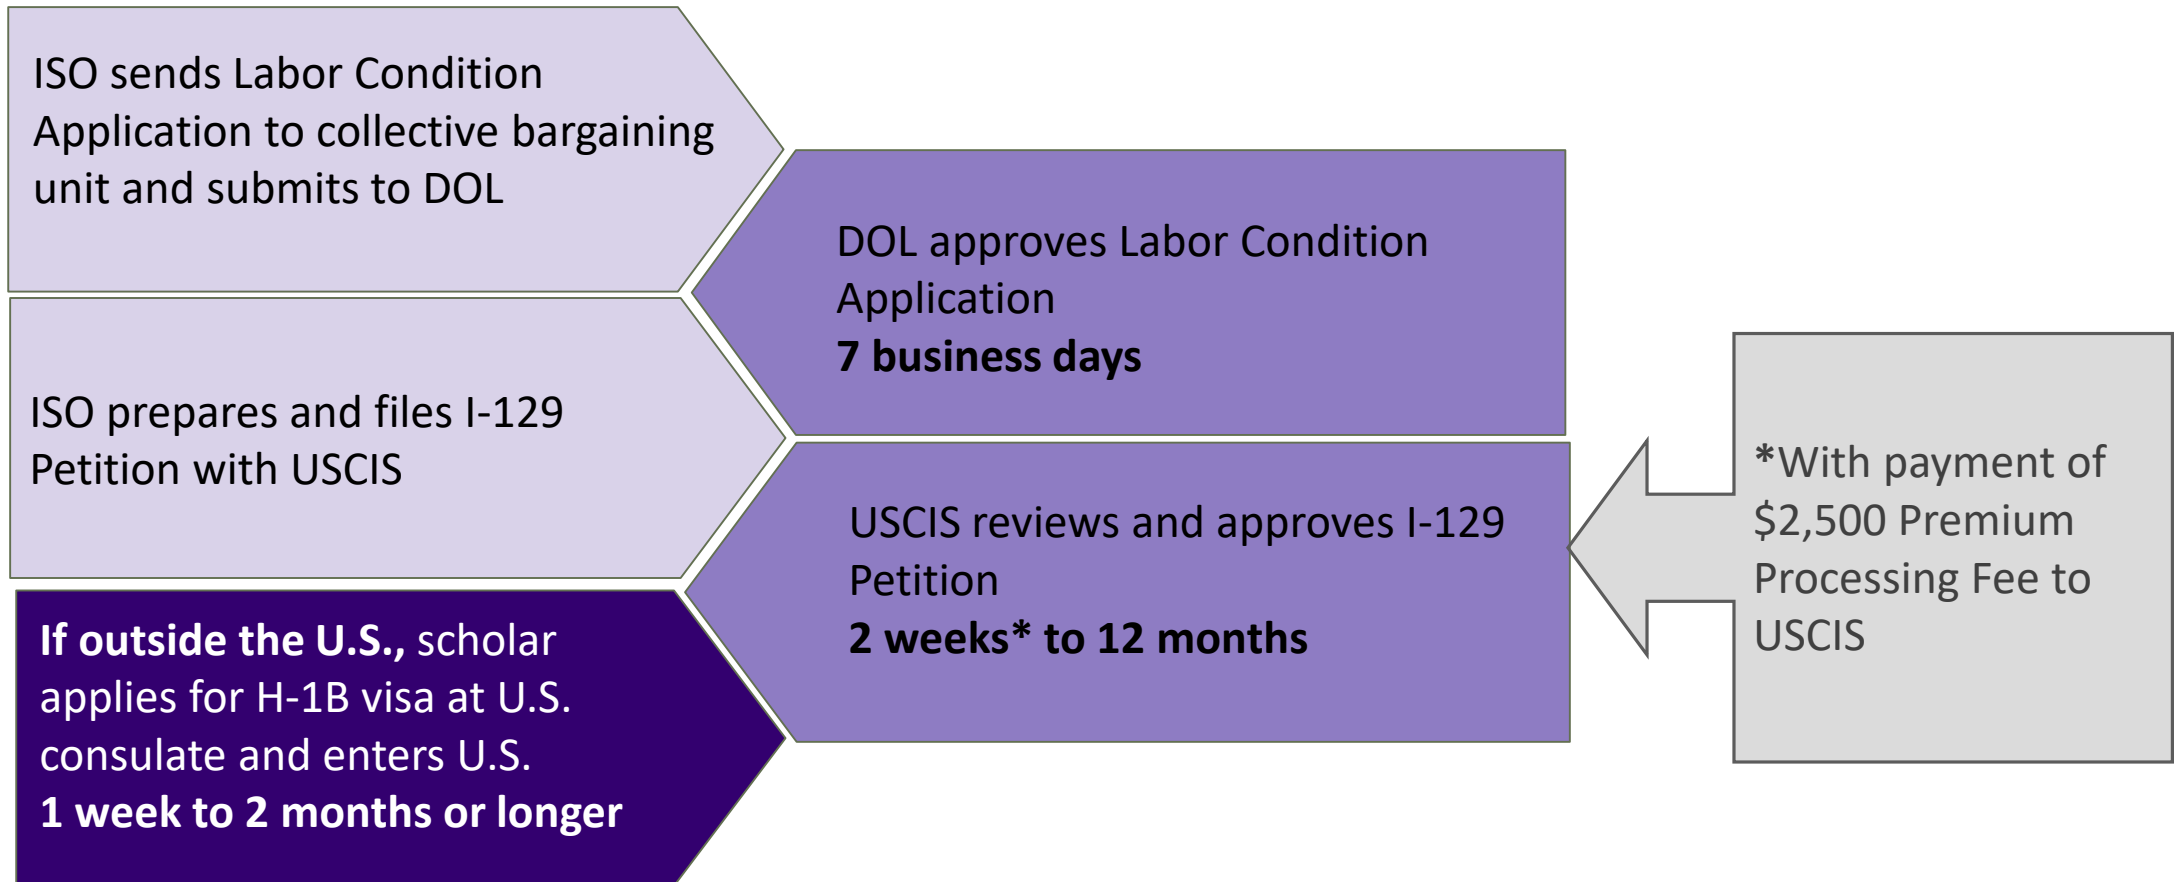 ISO sends Labor Condition
Application to collective bargaining
unit and submits to DOL
DOL approves Labor Condition
Application
7 business days
ISO prepares and files I-129
Petition with USCIS
USCIS reviews and approves I-129
Petition
2 weeks* to 12 months
*With payment of
$2,500 Premium
Processing Fee to
USCIS
If outside the U.S., scholar
applies for H-1B visa at U.S.
consulate and enters U.S.
1 week to 2 months or longer